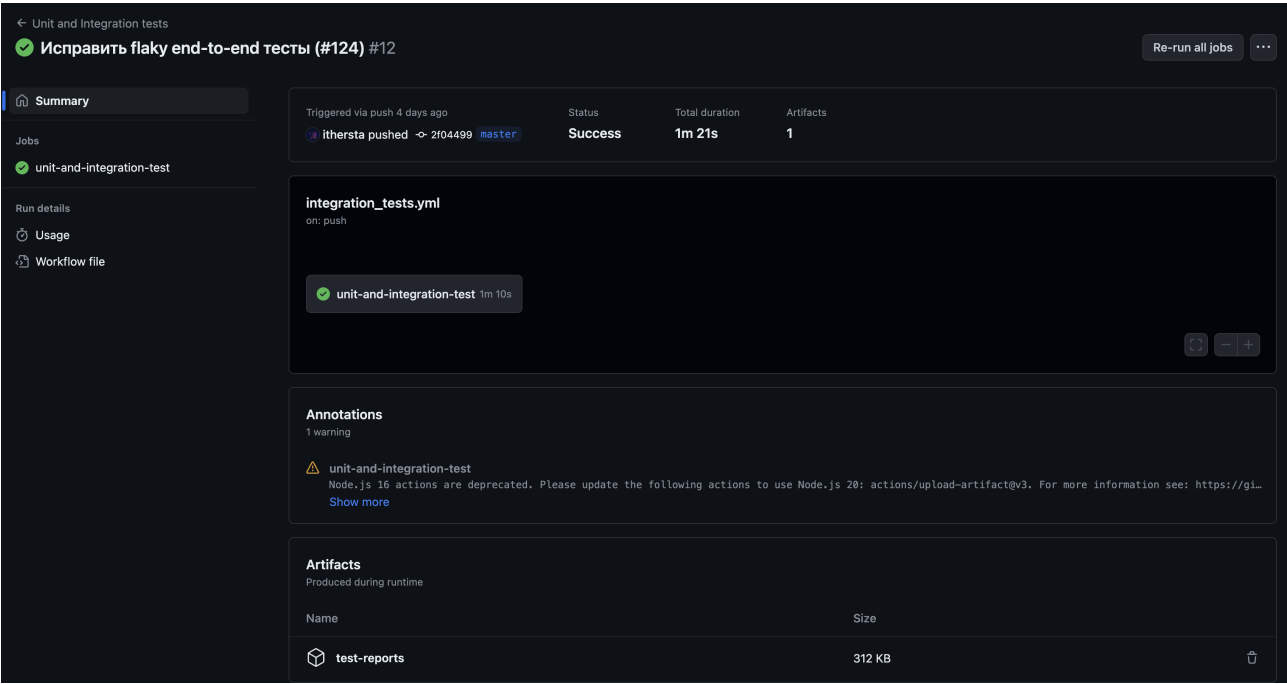 ← Unit and Integration tests
Исправить flaky end-to-end тесты (#124) #12
Re-run all jobs
Summary
Jobs
unit-and-integration-test
Run details
Usage
Workflow file
Triggered via push 4 days ago
ithersta pushed 2f04499 master
Status
Success
Total duration
1m 21s
Artifacts
1
integration_tests.yml
on: push
unit-and-integration-test 1m 10s
Annotations
1 warning
unit-and-integration-test
Node.js 16 actions are deprecated. Please update the following actions to use Node.js 20: actions/upload-artifact@v3. For more information see: https://gi…
Show more
Artifacts
Produced during runtime
Name Size
test-reports 312 KB